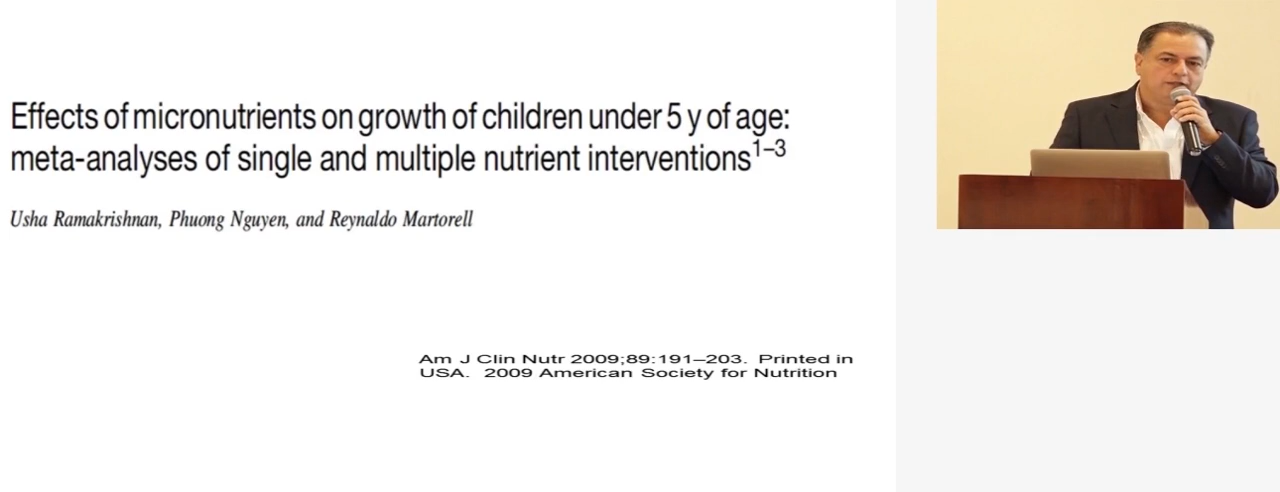 Effects of micronutrients on growth of children under 5 y of age:
meta-analyses of single and multiple nutrient interventions1–3
Usha Ramakrishnan, Phuong Nguyen, and Reynaldo Martorell
Am J Clin Nutr 2009;89:191–203. Printed in
USA. 2009 American Society for Nutrition